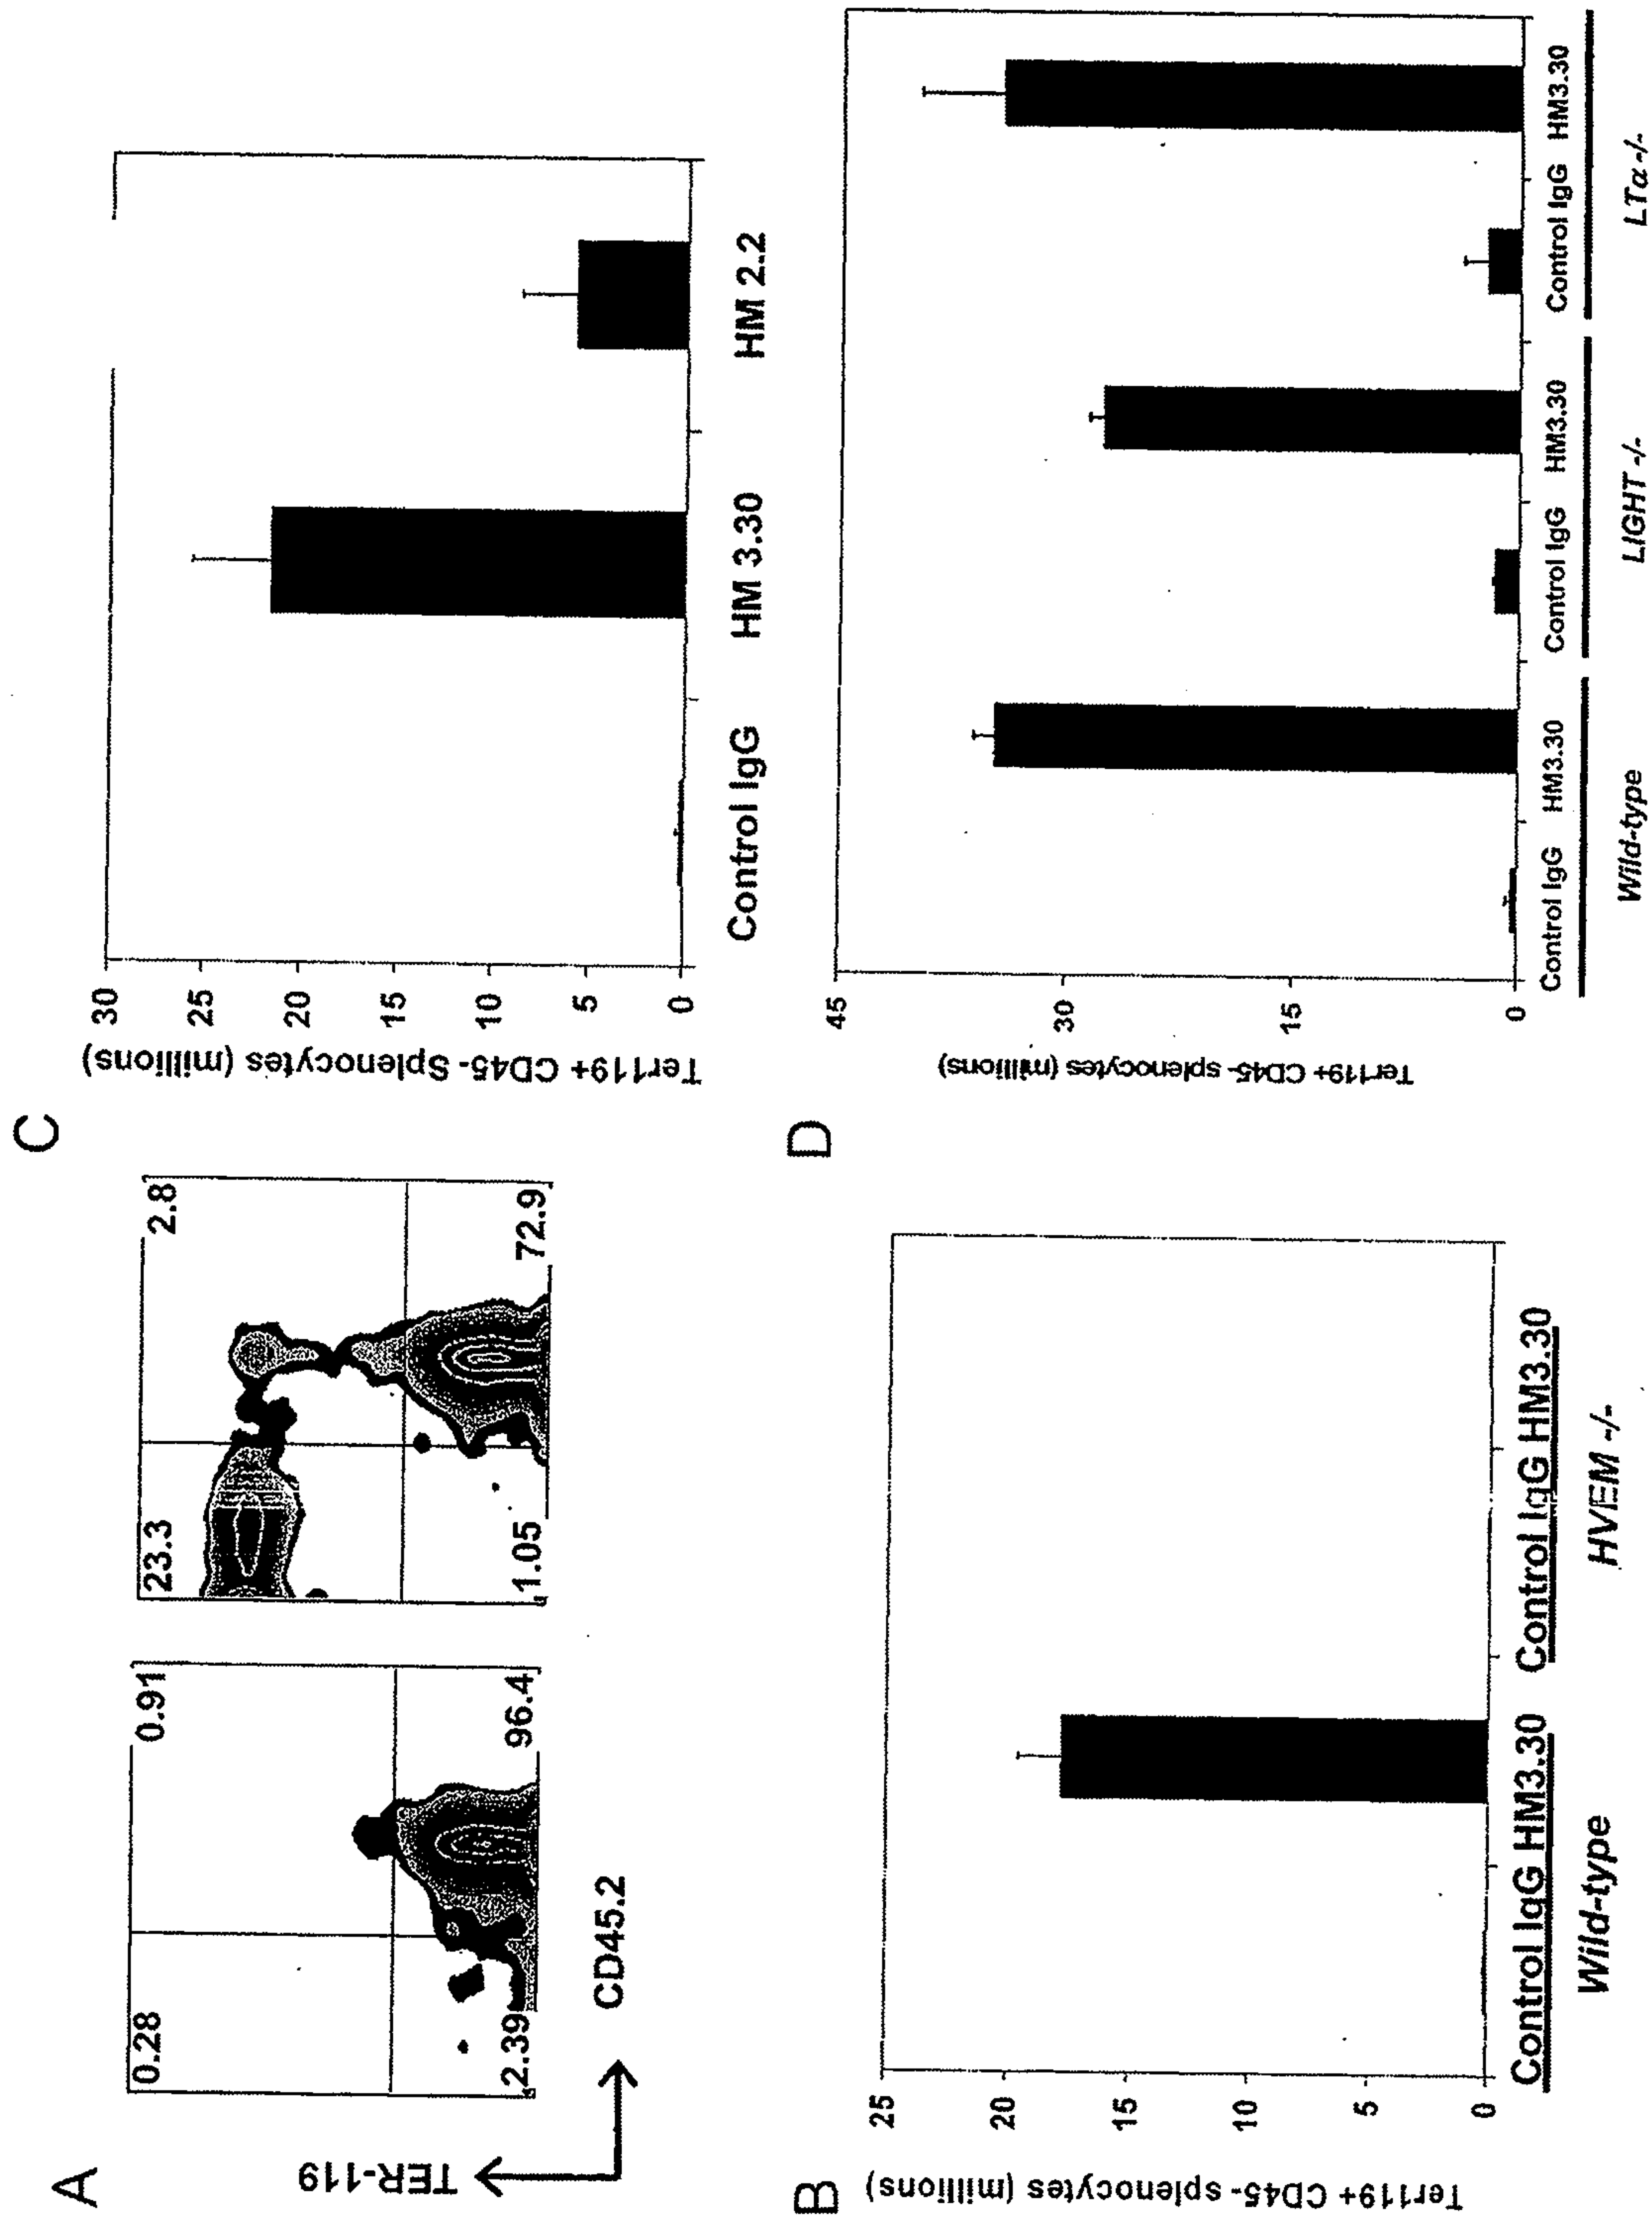 A
TER-119
0.28
0.91
2.39
96.4
23.3
2.8
1.05
72.9
CD45.2
C
Ter119+ CD45- Splenocytes (millions)
30
25
20
15
10
5
0
Control IgG
HM 3.30
HM 2.2
B
Ter119+ CD45- splenocytes (millions)
25
20
15
10
5
0
Control IgG HM3.30
Control IgG HM3.30
Wild-type
HVEM -/-
D
Ter119+ CD45- splenocytes (millions)
45
30
15
0
Control IgG HM3.30
Control IgG HM3.30
Control IgG HM3.30
Wild-type
LIGHT -/-
LTα -/-